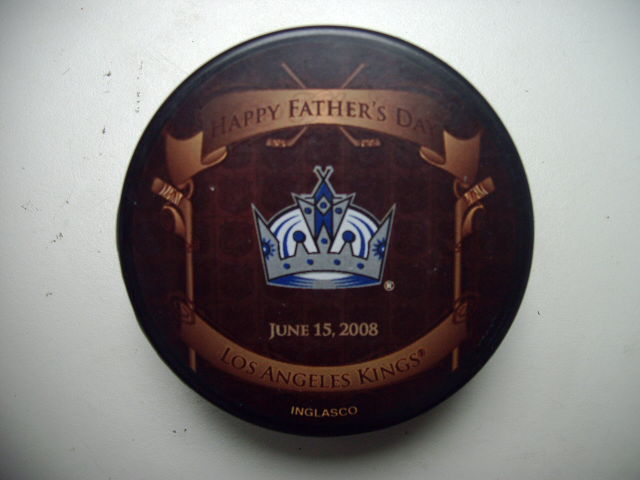 HAPPY FATHER'S DAY
®
JUNE 15, 2008
LOS ANGELES KINGS®
INGLASCO